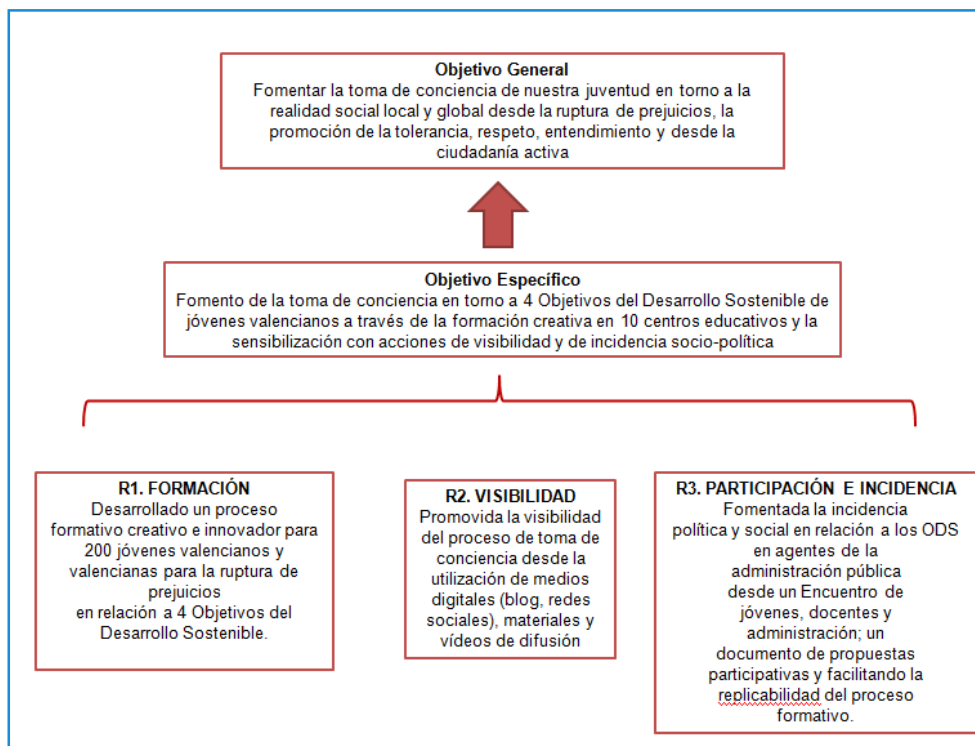 Objetivo General
Fomentar la toma de conciencia de nuestra juventud en torno a la
realidad social local y global desde la ruptura de prejuicios, la
promoción de la tolerancia, respeto, entendimiento y desde la
ciudadanía activa
Objetivo Específico
Fomento de la toma de conciencia en torno a 4 Objetivos del Desarrollo Sostenible de
jóvenes valencianos a través de la formación creativa en 10 centros educativos y la
sensibilización con acciones de visibilidad y de incidencia socio-política
R1. FORMACIÓN
Desarrollado un proceso
formativo creativo e innovador para
200 jóvenes valencianos y
valencianas para la ruptura de
prejuicios
en relación a 4 Objetivos del
Desarrollo Sostenible.
R2. VISIBILIDAD
Promovida la visibilidad
del proceso de toma de
conciencia desde la
utilización de medios
digitales (blog, redes
sociales), materiales y
vídeos de difusión
R3. PARTICIPACIÓN E INCIDENCIA
Fomentada la incidencia
política y social en relación a los ODS
en agentes de la
administración pública
desde un Encuentro de
jóvenes, docentes y
administración; un
documento de propuestas
participativas y facilitando la
replicabilidad del proceso
formativo.